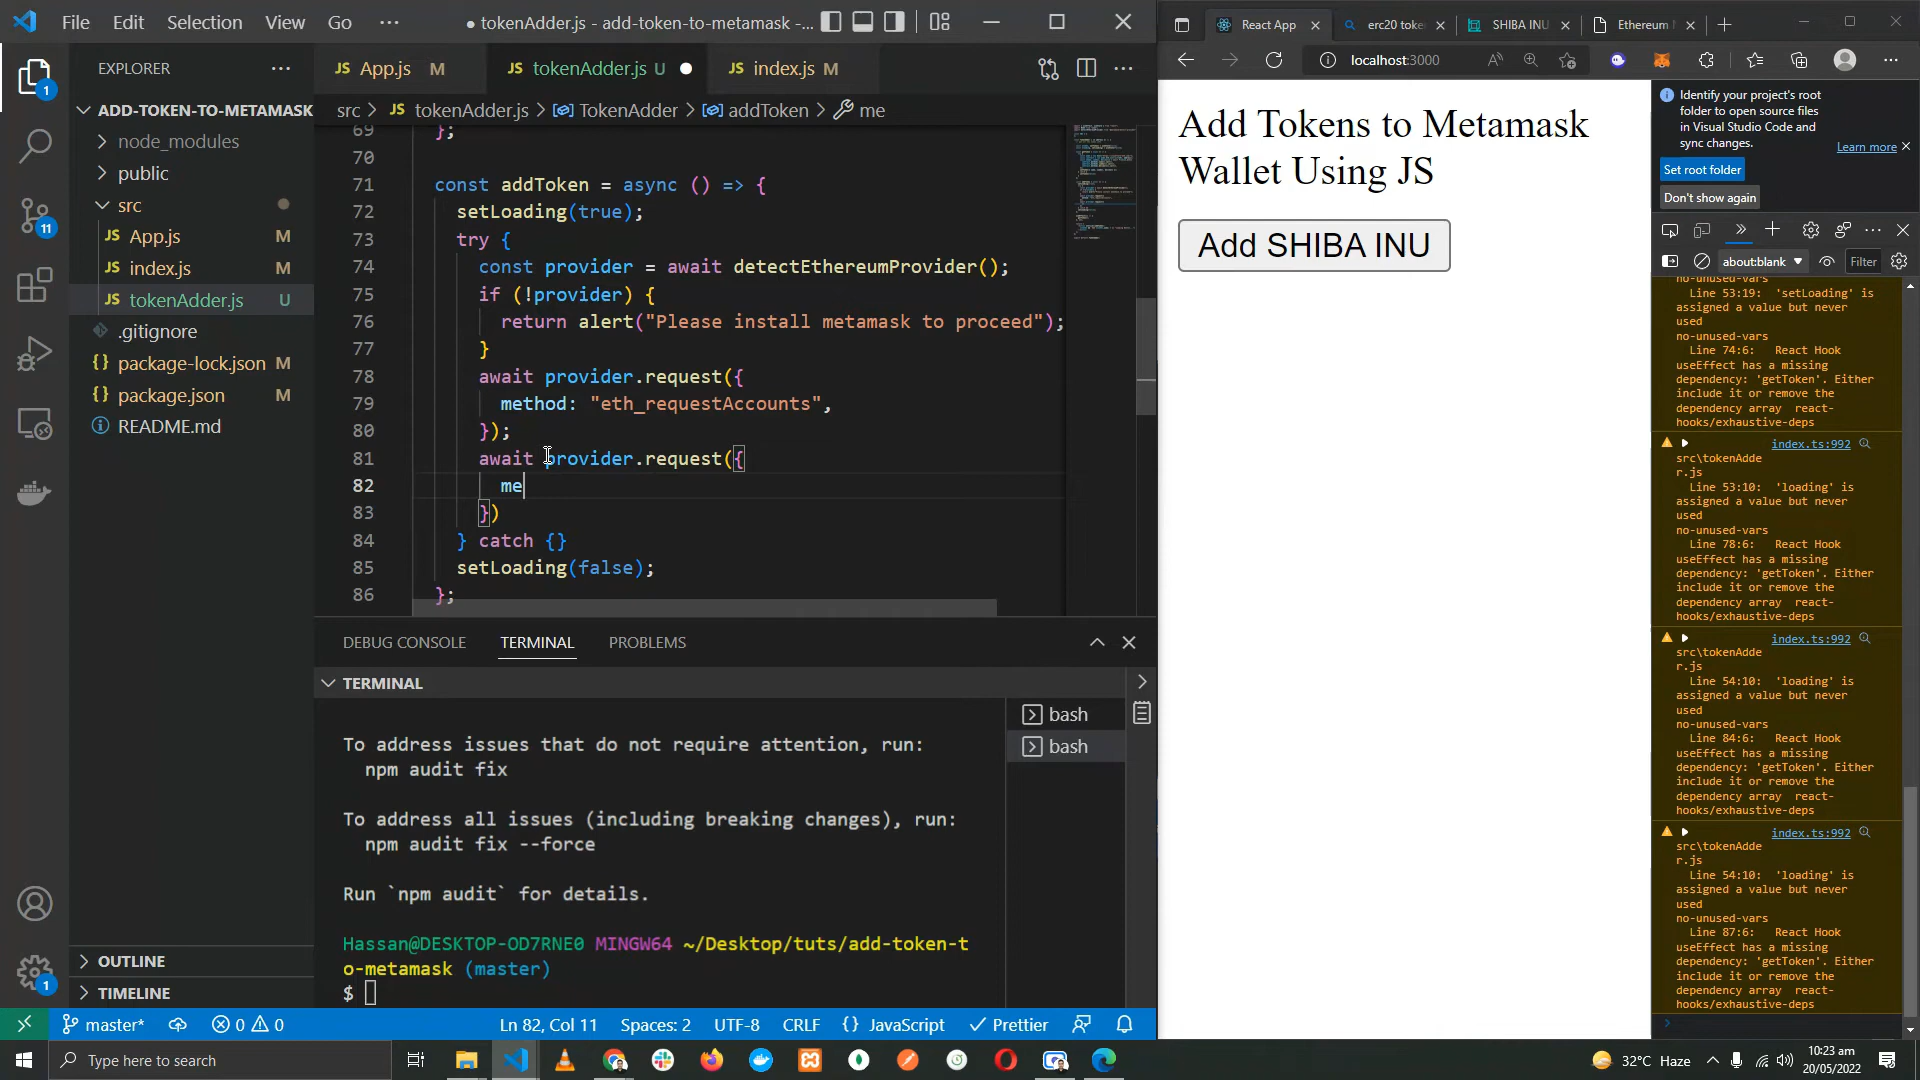 File Edit Selection View Go ··· ● tokenAdder.js - add-token-to-metamask -...
EXPLORER
ADD-TOKEN-TO-METAMASK
node_modules
public
src
JS App.js M
JS index.js M
JS tokenAdder.js U
.gitignore
{} package-lock.json M
{} package.json M
README.md
OUTLINE
TIMELINE
1
11
1
JS App.js M
JS tokenAdder.js U ●
JS index.js M
src > JS tokenAdder.js > TokenAdder > addToken > me
69 };
70
71 const addToken = async () => {
72 setLoading(true);
73 try {
74 const provider = await detectEthereumProvider();
75 if (!provider) {
76 return alert("Please install metamask to proceed");
77 }
78 await provider.request({
79 method: "eth_requestAccounts",
80 });
81 await provider.request({
82 me
83 })
84 } catch {}
85 setLoading(false);
86 };
DEBUG CONSOLE TERMINAL PROBLEMS
TERMINAL
To address issues that do not require attention, run:
npm audit fix
To address all issues (including breaking changes), run:
npm audit fix --force
Run `npm audit` for details.
Hassan@DESKTOP-OD7RNE0 MINGW64 ~/Desktop/tuts/add-token-t
o-metamask (master)
$
bash
bash
master* 0 0 Ln 82, Col 11 Spaces: 2 UTF-8 CRLF {} JavaScript Prettier
React App erc20 toke SHIBA INU Ethereum
localhost:3000
Add Tokens to Metamask
Wallet Using JS
Add SHIBA INU
Identify your project's root
folder to open source files
in Visual Studio Code and
sync changes.
Learn more
Set root folder
Don't show again
about:blank Filter
Line 53:19: 'setLoading' is
assigned a value but never
used
no-unused-vars
Line 74:6: React Hook
useEffect has a missing
dependency: 'getToken'. Either
include it or remove the
dependency array react-
hooks/exhaustive-deps
index.ts:992
src\tokenAdde
r.js
Line 53:10: 'loading' is
assigned a value but never
used
no-unused-vars
Line 78:6: React Hook
useEffect has a missing
dependency: 'getToken'. Either
include it or remove the
dependency array react-
hooks/exhaustive-deps
index.ts:992
src\tokenAdde
r.js
Line 54:10: 'loading' is
assigned a value but never
used
no-unused-vars
Line 84:6: React Hook
useEffect has a missing
dependency: 'getToken'. Either
include it or remove the
dependency array react-
hooks/exhaustive-deps
index.ts:992
src\tokenAdde
r.js
Line 54:10: 'loading' is
assigned a value but never
used
no-unused-vars
Line 87:6: React Hook
useEffect has a missing
dependency: 'getToken'. Either
include it or remove the
dependency array react-
hooks/exhaustive-deps
Type here to search
32°C Haze
10:23 am
20/05/2022